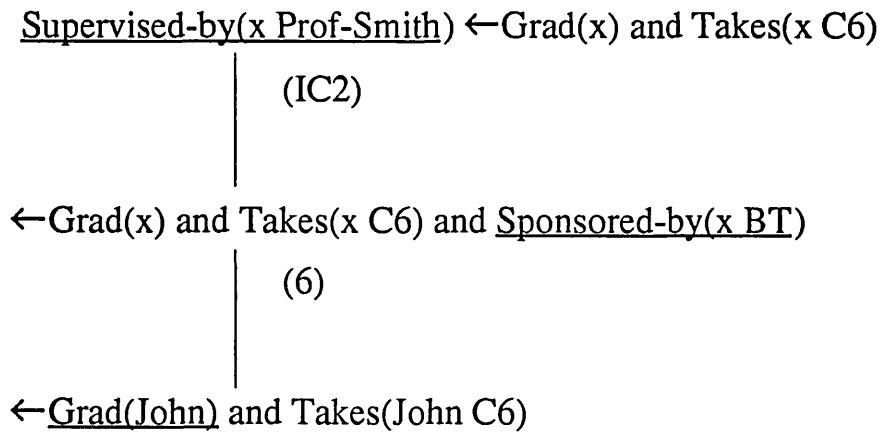 Supervised-by(x Prof-Smith) ←Grad(x) and Takes(x C6)
(IC2)
←Grad(x) and Takes(x C6) and Sponsored-by(x BT)
(6)
←Grad(John) and Takes(John C6)